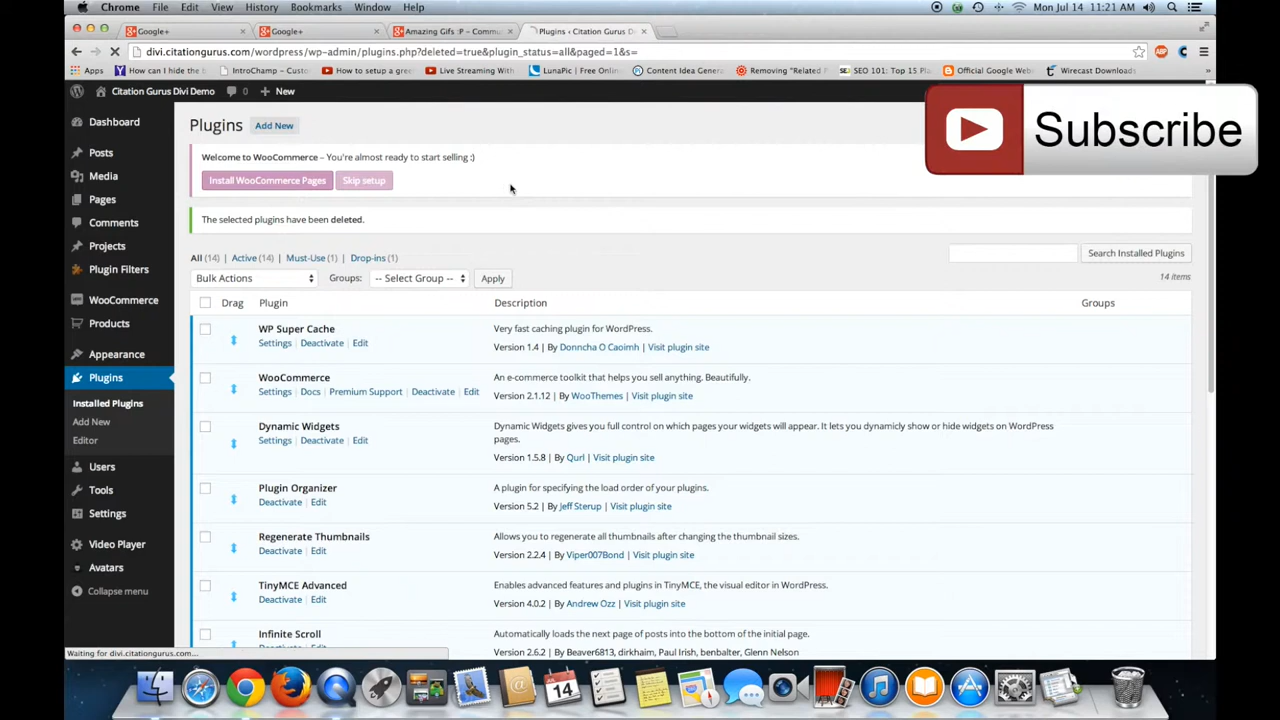 Chrome File Edit View History Bookmarks Window Help Mon Jul 14 11:21 AM
Google+ Google+ Amazing Gifs :P – Commu Plugins ‹ Citation Gurus Div
divi.citationgurus.com/wordpress/wp-admin/plugins.php?deleted=true&plugin_status=all&paged=1&s=
Apps How can I hide the b IntroChamp – Custo How to setup a gree Live Streaming With LunaPic | Free Onlin Content Idea Genera Removing "Related SEO 101: Top 15 Pla Official Google Web Wirecast Downloads
Citation Gurus Divi Demo 0 New
Subscribe
Dashboard
Posts
Media
Pages
Comments
Projects
Plugin Filters
WooCommerce
Products
Appearance
Plugins
Installed Plugins
Add New
Editor
Users
Tools
Settings
Video Player
Avatars
Collapse menu
Plugins Add New
Welcome to WooCommerce – You're almost ready to start selling :)
Install WooCommerce Pages Skip setup
The selected plugins have been deleted.
All (14) | Active (14) | Must-Use (1) | Drop-ins (1)
Search Installed Plugins
Bulk Actions Groups: -- Select Group -- Apply
14 items
Drag Plugin Description Groups
WP Super Cache Very fast caching plugin for WordPress.
Settings | Deactivate | Edit Version 1.4 | By Donncha O Caoimh | Visit plugin site
WooCommerce An e-commerce toolkit that helps you sell anything. Beautifully.
Settings | Docs | Premium Support | Deactivate | Edit Version 2.1.12 | By WooThemes | Visit plugin site
Dynamic Widgets Dynamic Widgets gives you full control on which pages your widgets will appear. It lets you dynamicly show or hide widgets on WordPress
pages.
Settings | Deactivate | Edit
Version 1.5.8 | By Qurl | Visit plugin site
Plugin Organizer A plugin for specifying the load order of your plugins.
Deactivate | Edit Version 5.2 | By Jeff Sterup | Visit plugin site
Regenerate Thumbnails Allows you to regenerate all thumbnails after changing the thumbnail sizes.
Deactivate | Edit Version 2.2.4 | By Viper007Bond | Visit plugin site
TinyMCE Advanced Enables advanced features and plugins in TinyMCE, the visual editor in WordPress.
Deactivate | Edit Version 4.0.2 | By Andrew Ozz | Visit plugin site
Infinite Scroll Automatically loads the next page of posts into the bottom of the initial page.
Version 2.6.2 | By Beaver6813, dirkhaim, Paul Irish, benbalter, Glenn Nelson
Waiting for divi.citationgurus.com...
14